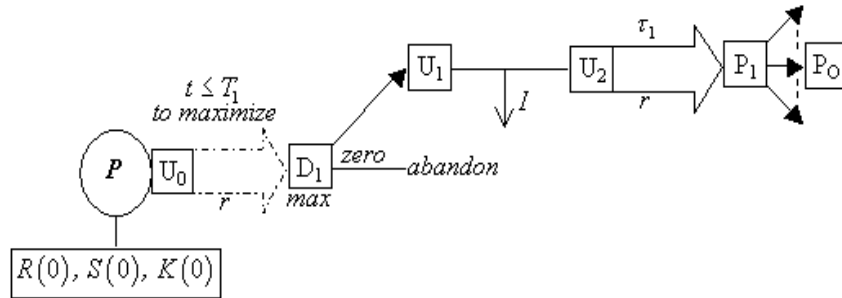 τ₁
U₁
U₂
P₁
P₀
I
r
t ≤ T₁
to maximize
P
U₀
D₁
zero
abandon
r
max
R(0), S(0), K(0)